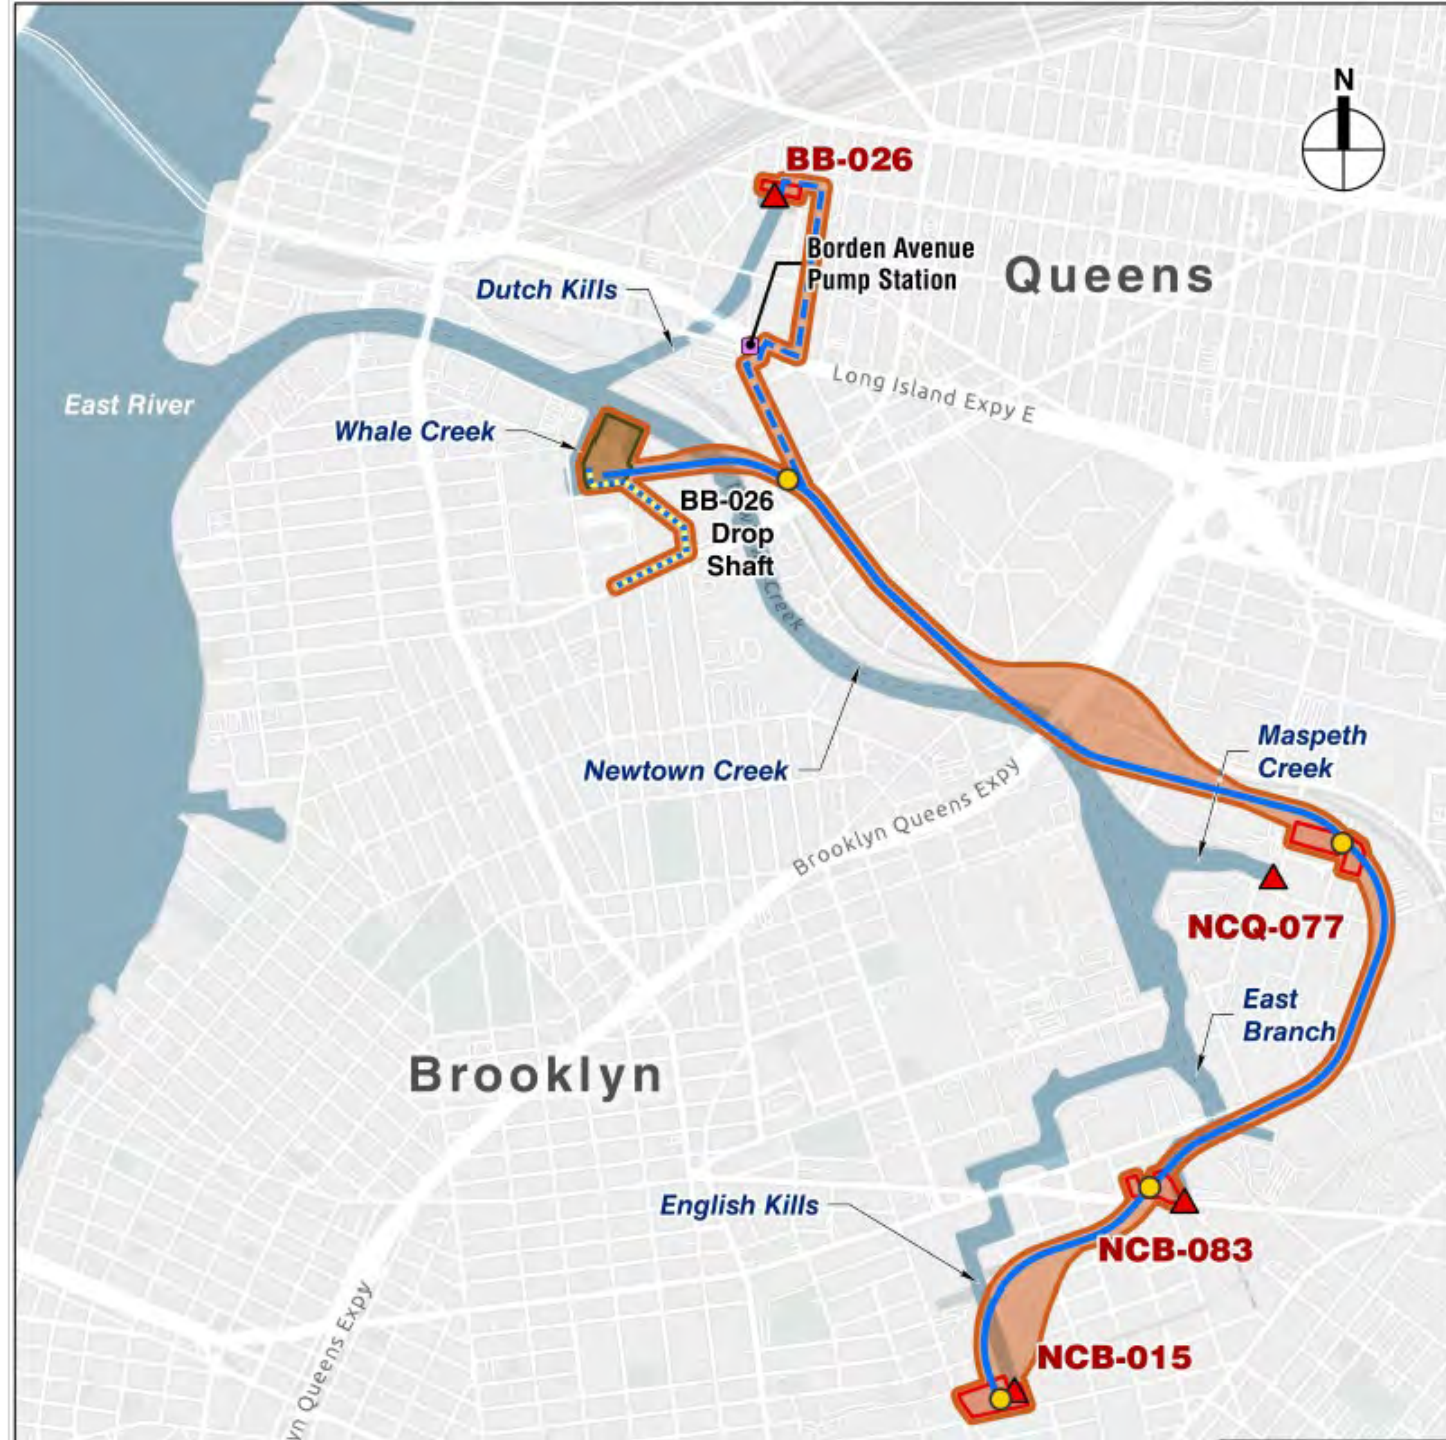 N
BB-026
Borden Avenue
Pump Station
Queens
Dutch Kills
Long Island Expy E
East River
Whale Creek
BB-026
Drop
Shaft
Creek
Maspeth
Creek
Newtown Creek
Brooklyn Queens Expy
NCQ-077
East
Branch
Brooklyn
English Kills
NCB-083
NCB-015
yn Queens Expy